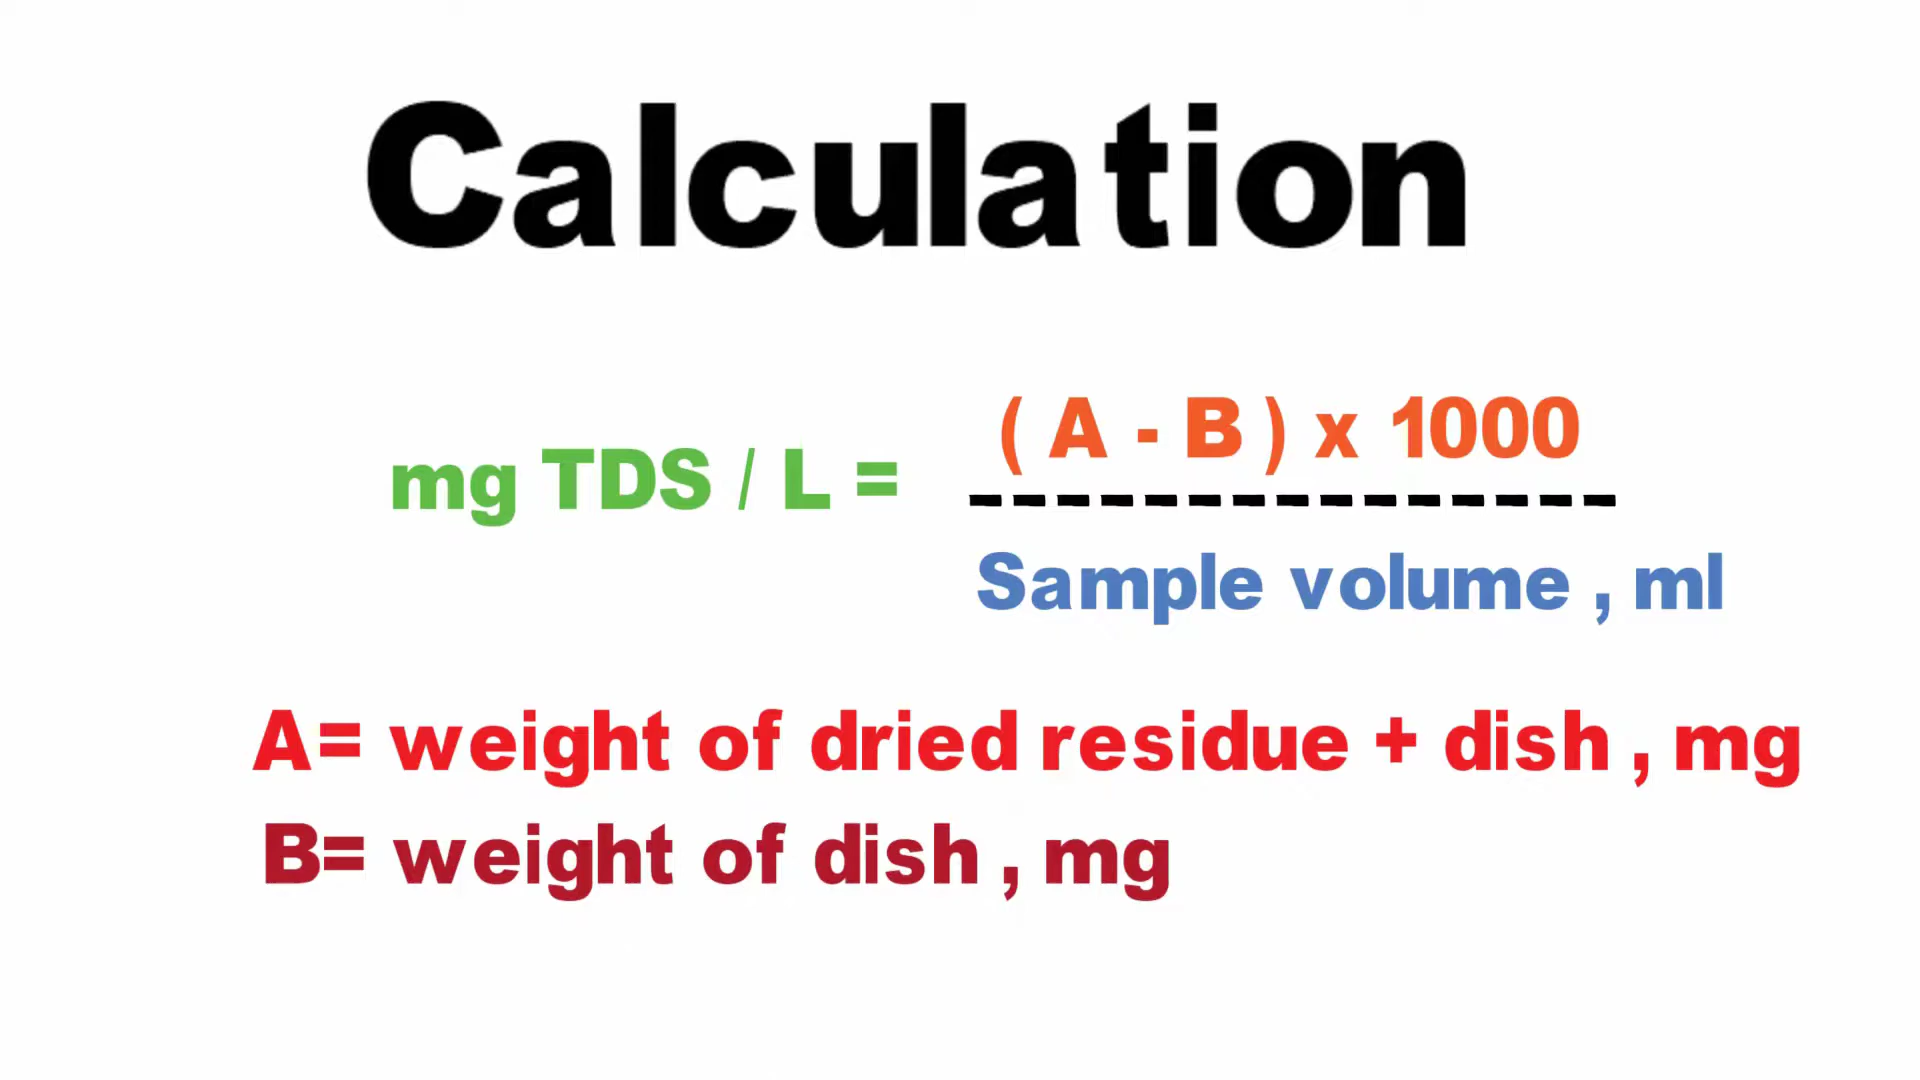 Calculation
( A - B ) x 1000
mg TDS / L = ---------------
Sample volume , ml
A= weight of dried residue + dish , mg
B= weight of dish , mg